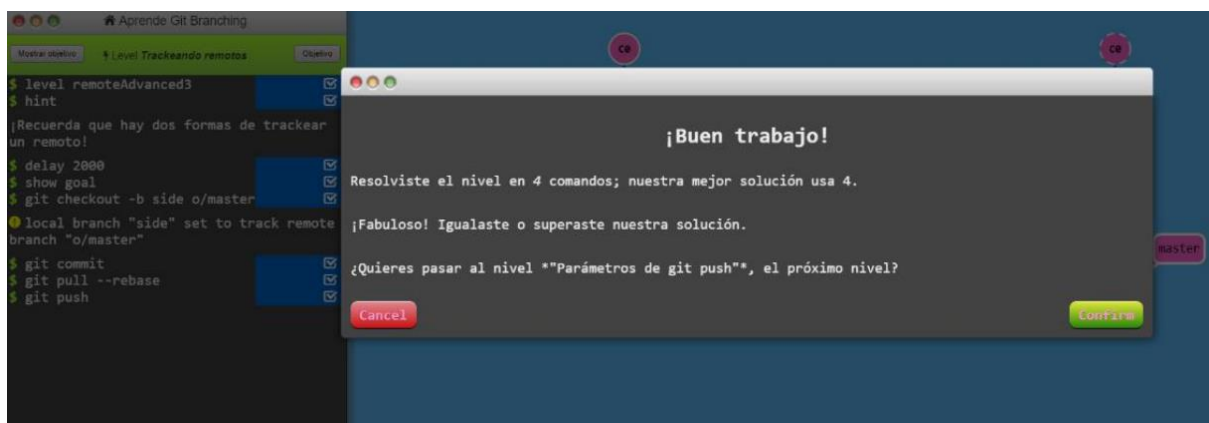 Aprende Git Branching
Mostrar objetivo
Level Trackeando remotos
Objetivo
$ level remoteAdvanced3
$ hint
¡Recuerda que hay dos formas de trackear
un remoto!
$ delay 2000
$ show goal
$ git checkout -b side o/master
local branch "side" set to track remote
branch "o/master"
$ git commit
$ git pull --rebase
$ git push
c0
c0
master
¡Buen trabajo!
Resolviste el nivel en 4 comandos; nuestra mejor solución usa 4.
¡Fabuloso! Igualaste o superaste nuestra solución.
¿Quieres pasar al nivel *"Parámetros de git push"*, el próximo nivel?
Cancel
Confirm